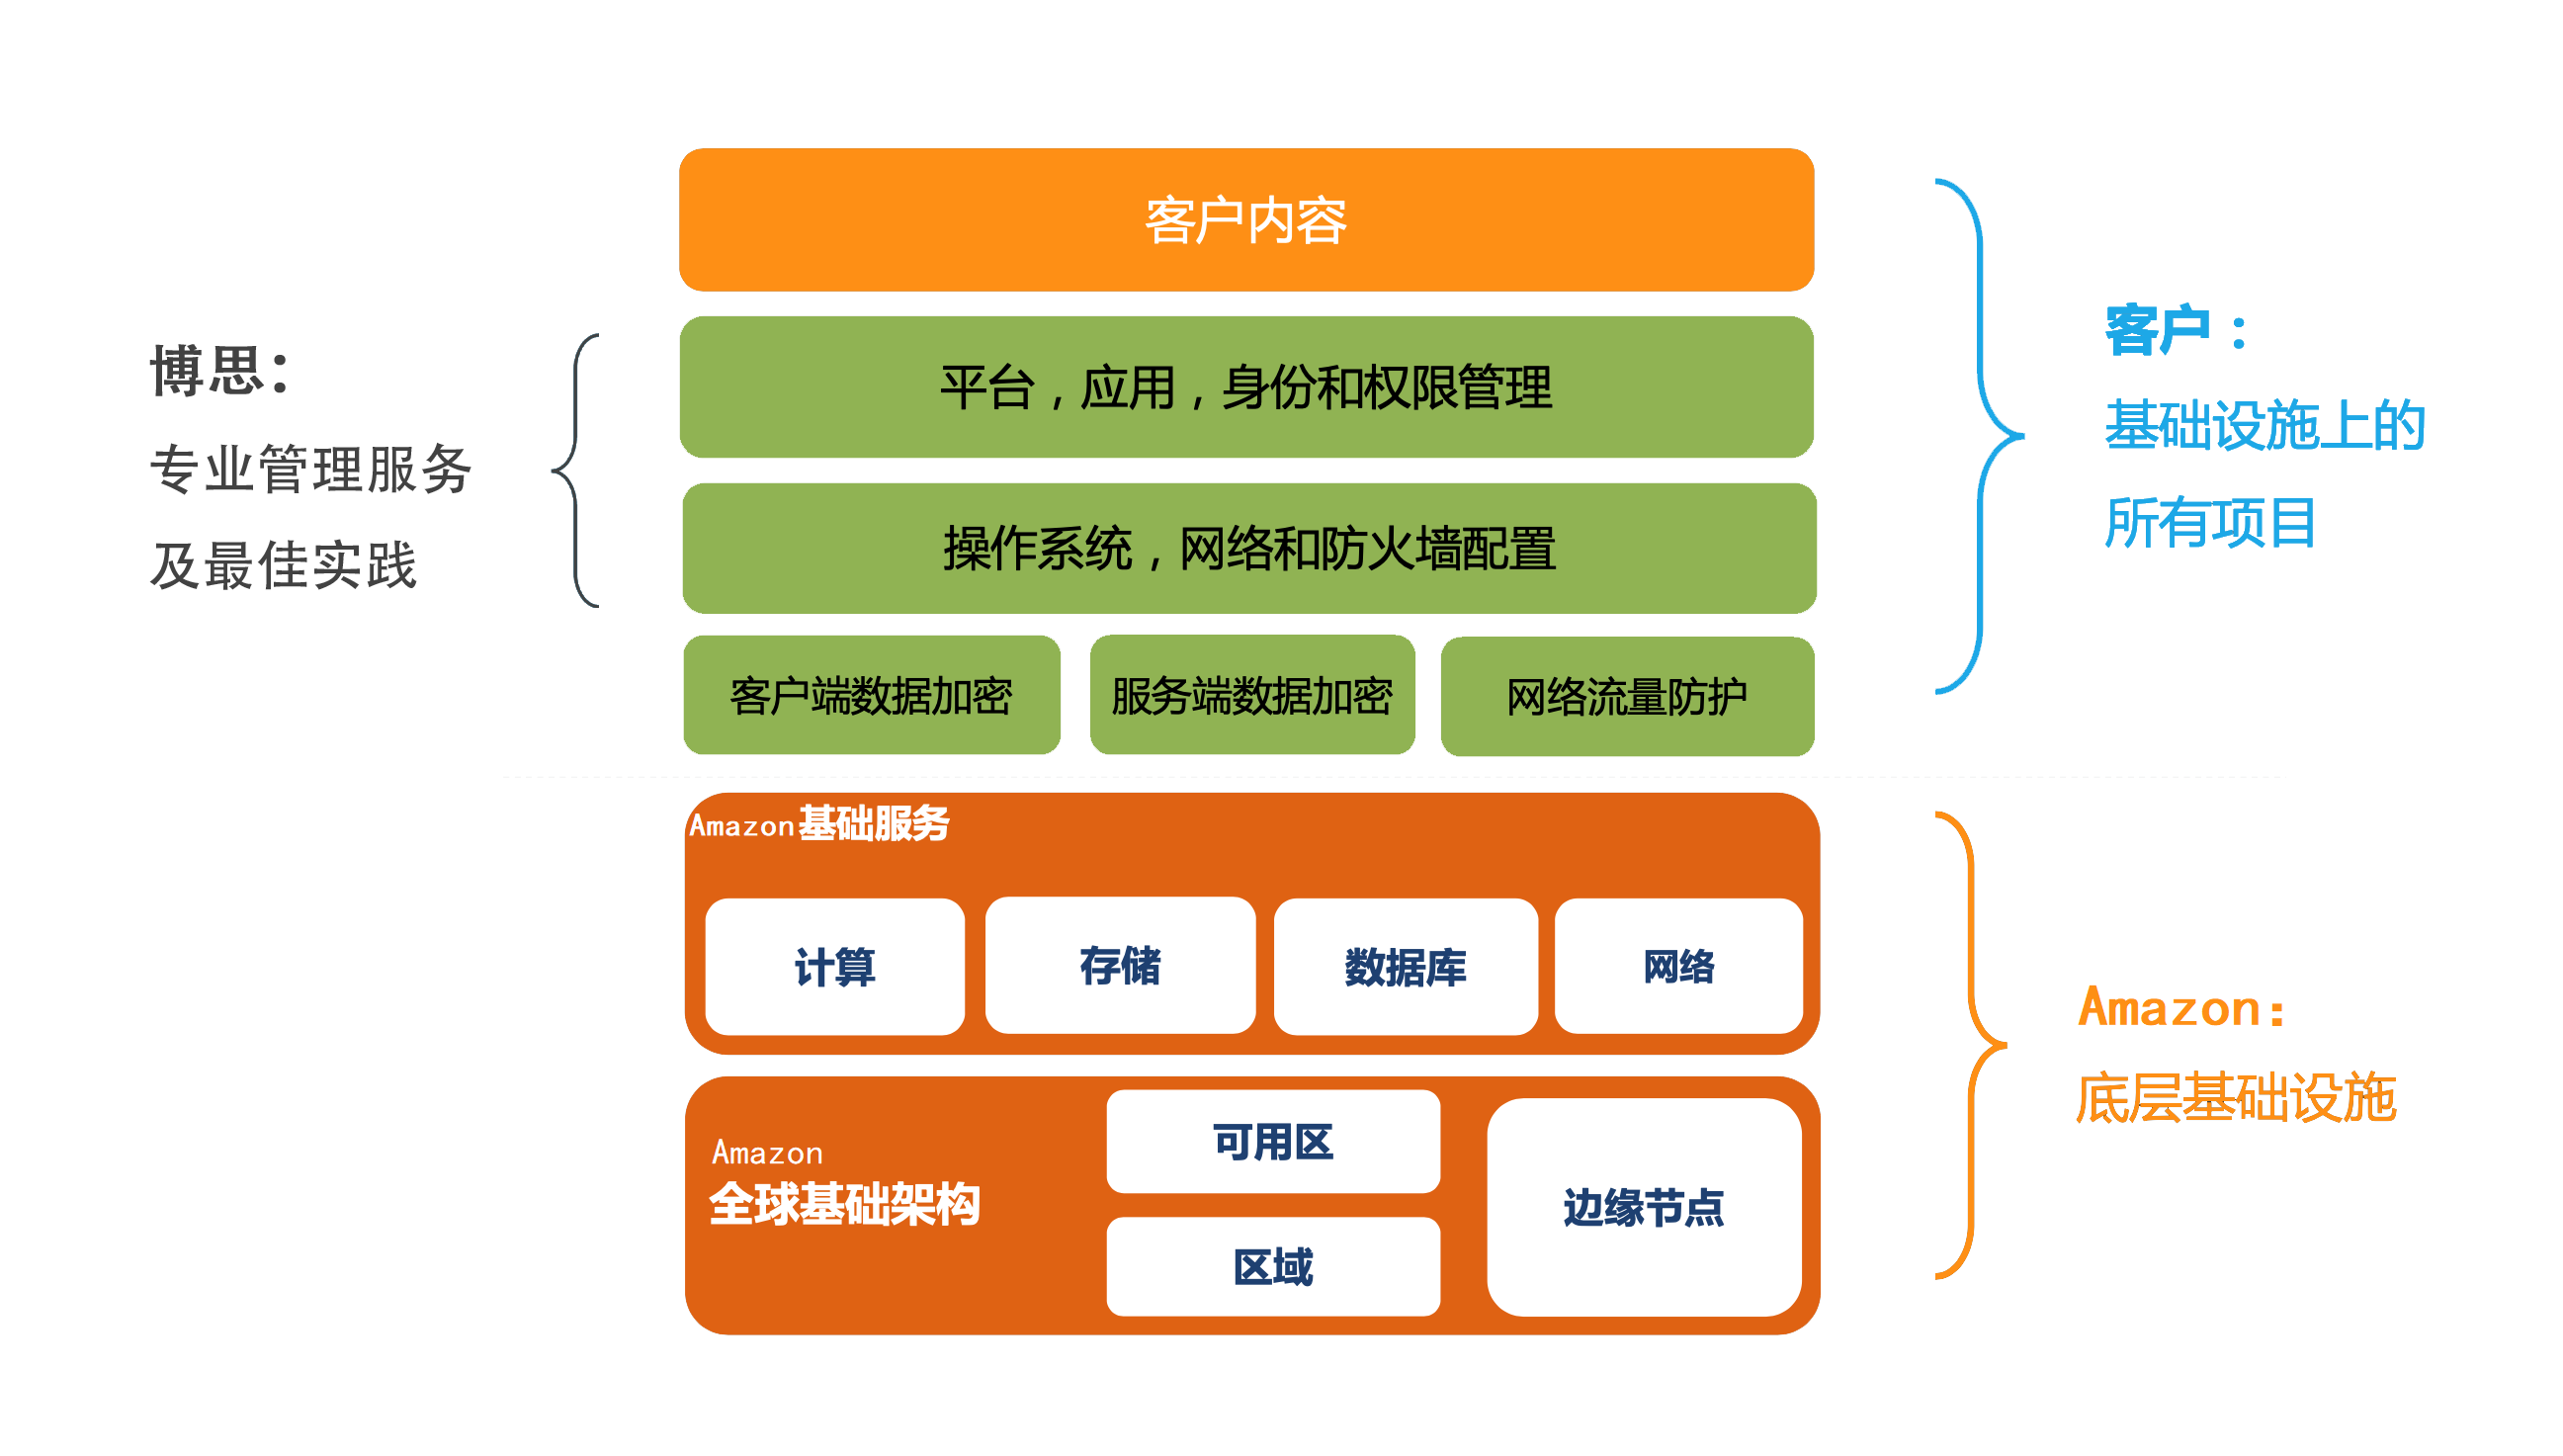 客户内容
博思：
专业管理服务
及最佳实践
平台，应用，身份和权限管理
操作系统，网络和防火墙配置
客户端数据加密
服务端数据加密
网络流量防护
客户：
基础设施上的
所有项目
Amazon基础服务
计算
存储
数据库
网络
Amazon
全球基础架构
可用区
区域
边缘节点
Amazon：
底层基础设施